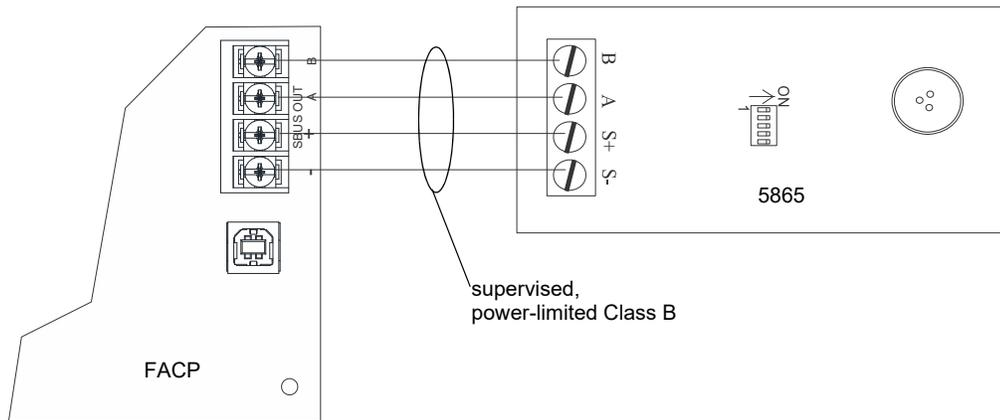 B
A
SBUS OUT
+
-
FACP
B
A
S+
S-
1
ON
5865
supervised,
power-limited Class B